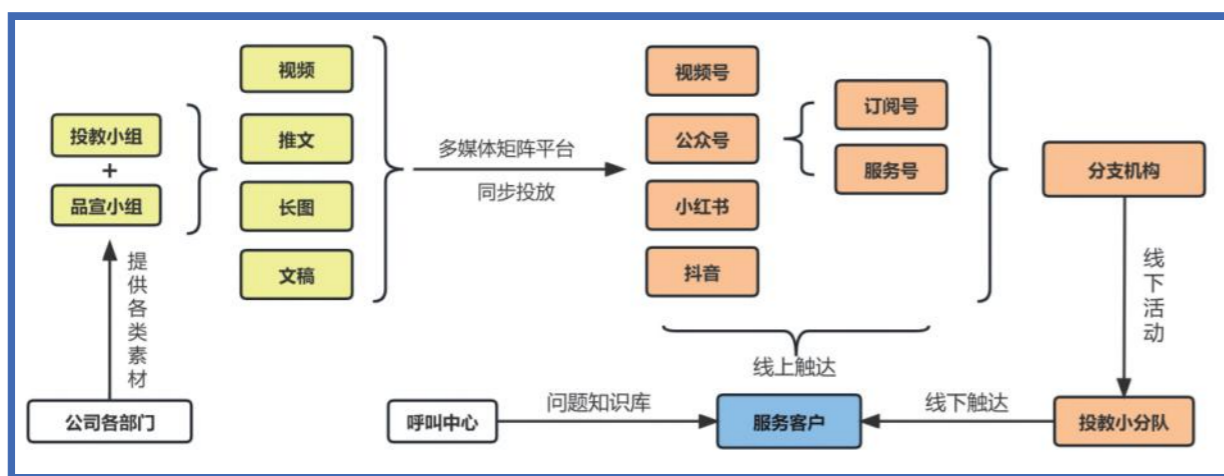 投教小组
+
品宣小组
提供各类素材
公司各部门
视频
推文
长图
文稿
多媒体矩阵平台
同步投放
视频号
公众号
小红书
抖音
订阅号
服务号
分支机构
线下活动
线上触达
呼叫中心
问题知识库
服务客户
线下触达
投教小分队